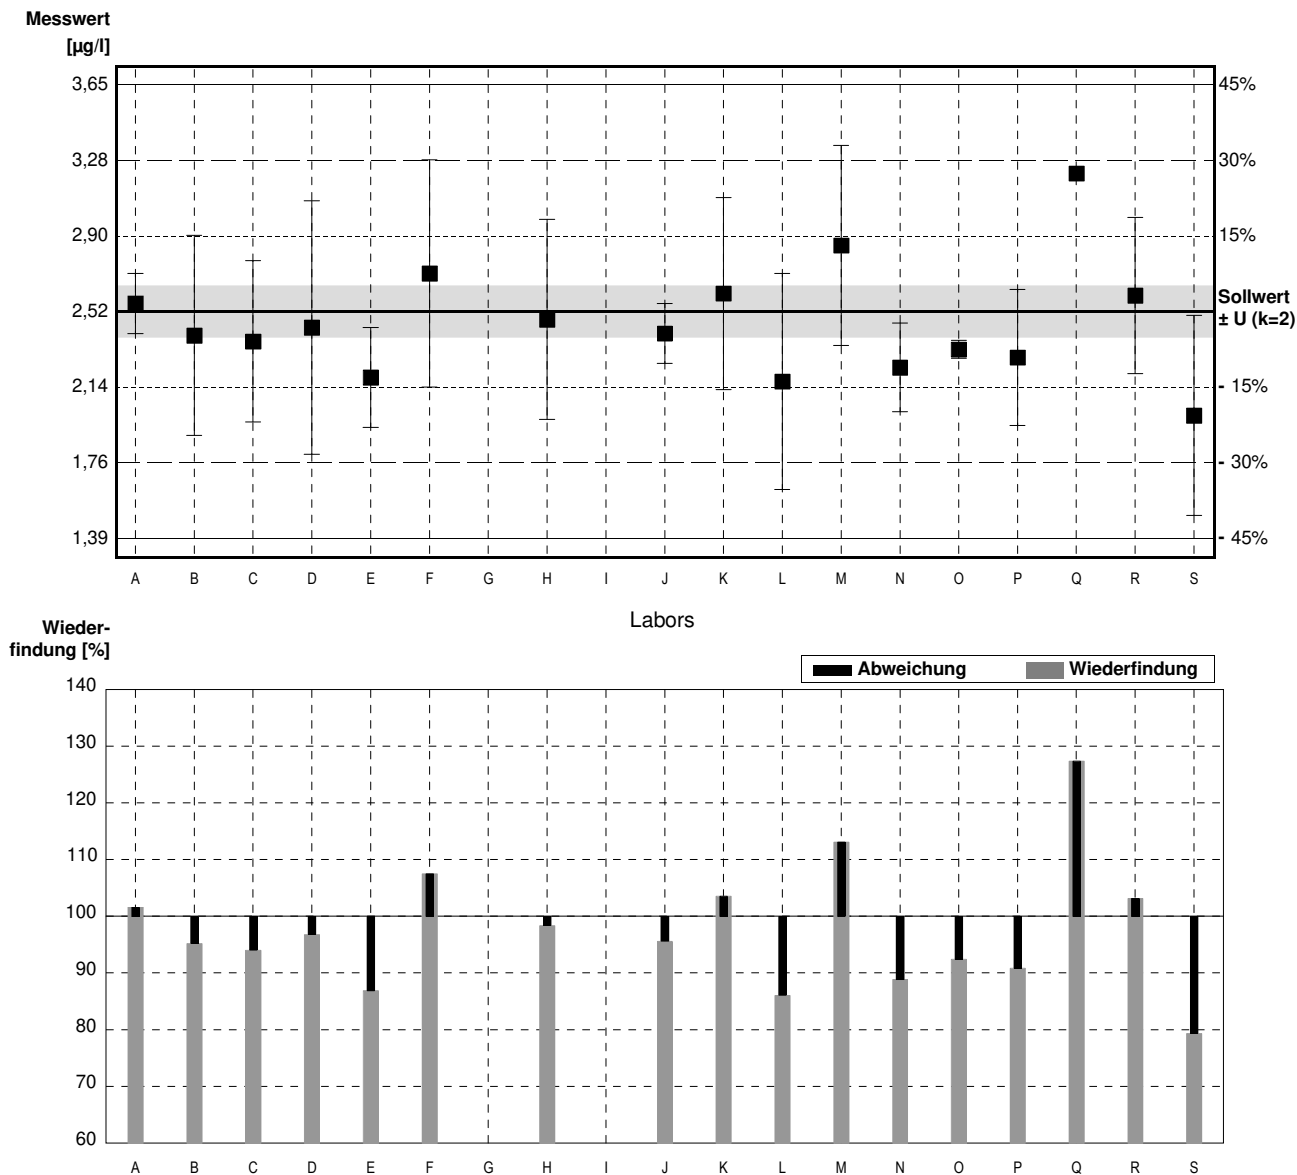 Messwert
[µg/l]
3,65 45%
3,28 30%
2,90 15%
2,52 Sollwert
± U (k=2)
2,14 - 15%
1,76 - 30%
1,39 - 45%
A B C D E F G H I J K L M N O P Q R S
Labors
Wieder-
findung [%]
Abweichung Wiederfindung
140
130
120
110
100
90
80
70
60
A B C D E F G H I J K L M N O P Q R S